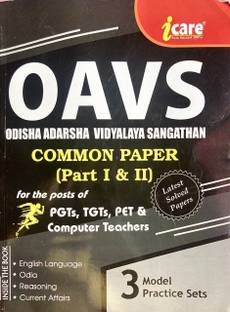 icare
OAVS
ODISHA ADARSHA VIDYALAYA SANGATHAN
COMMON PAPER
(Part I & II)
for the posts of
PGTs, TGTs, PET &
Computer Teachers
Latest
Solved
Papers
INSIDE THE BOOK
• English Language
• Odia
• Reasoning
• Current Affairs
3 Model
Practice Sets